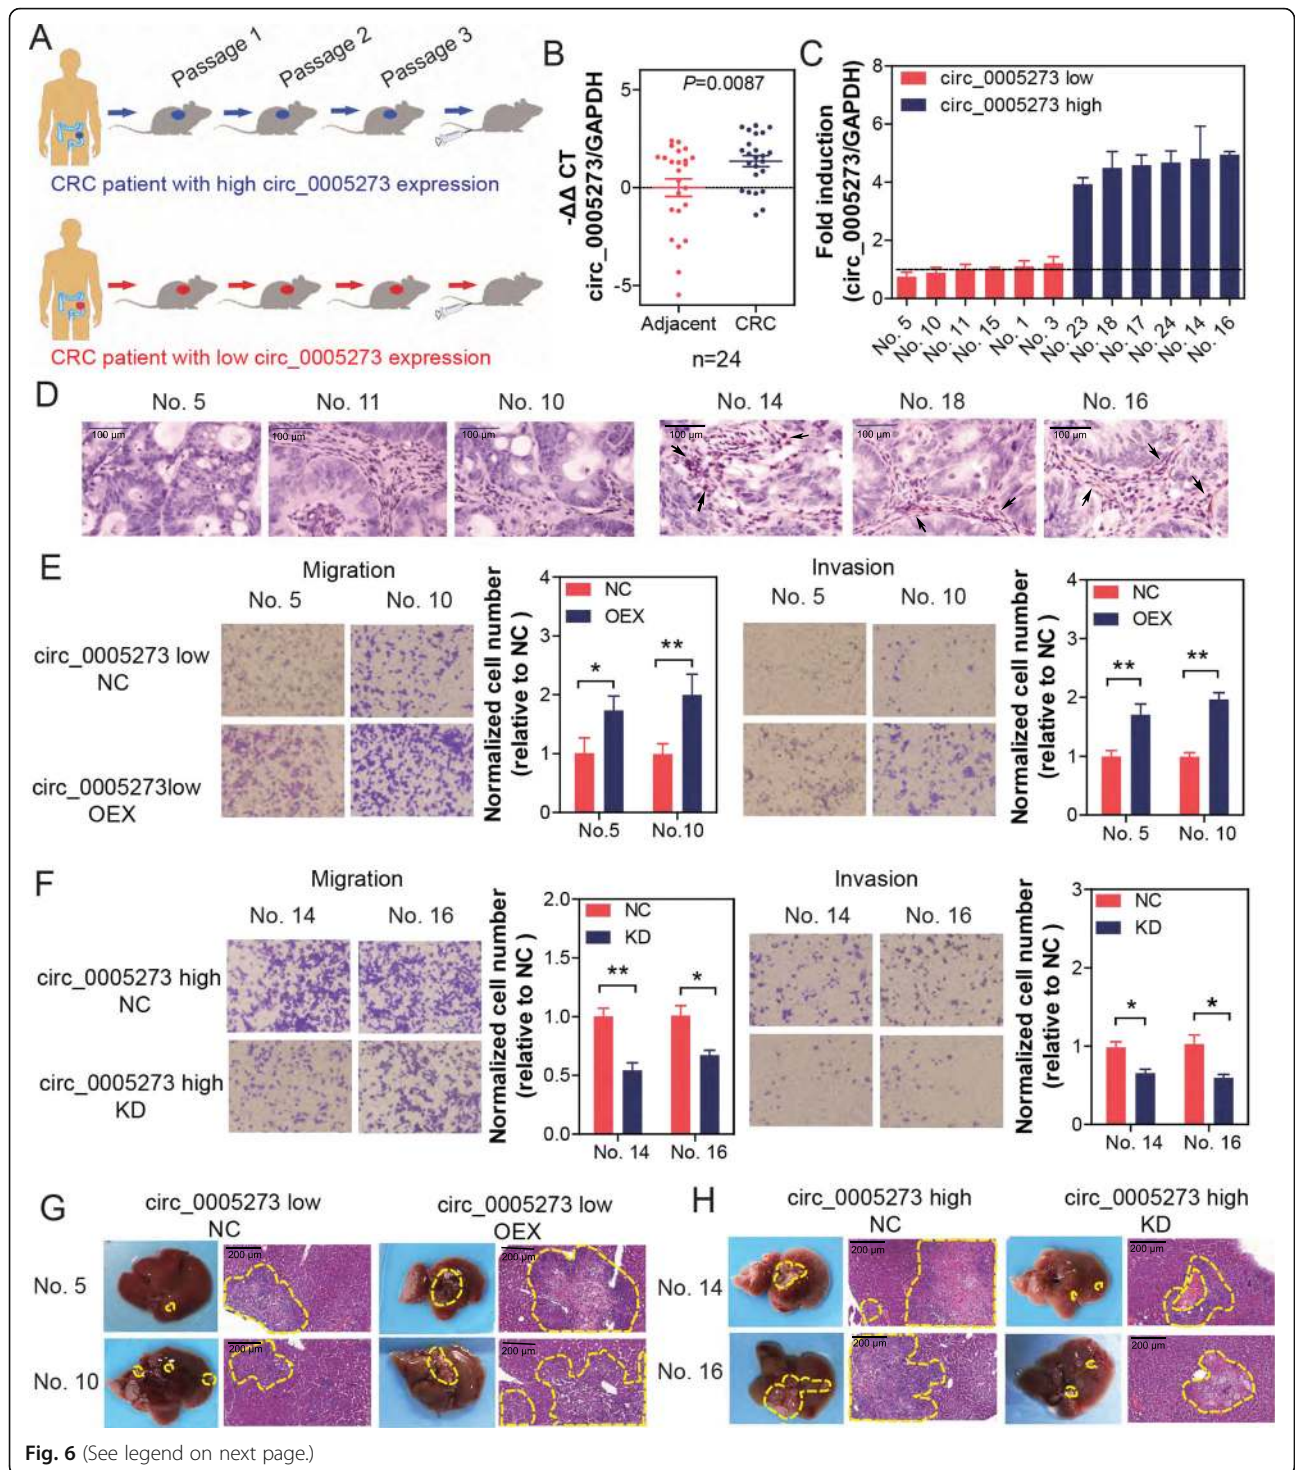 A
Passage 1
Passage 2
Passage 3
CRC patient with high circ_0005273 expression
CRC patient with low circ_0005273 expression
B
-ΔΔ CT
circ_0005273/GAPDH
P=0.0087
5
0
-5
Adjacent CRC
n=24
C
Fold induction
(circ_0005273/GAPDH)
8
6
4
2
0
circ_0005273 low
circ_0005273 high
No. 5 No. 10 No. 11 No. 15 No. 1 No. 3 No. 23 No. 18 No. 17 No. 24 No. 14 No. 16
D
No. 5 No. 11 No. 10 No. 14 No. 18 No. 16
100 µm 100 µm 100 µm 100 µm 100 µm 100 µm
E
Migration
No. 5 No. 10
circ_0005273 low
NC
circ_0005273low
OEX
Normalized cell number
(relative to NC )
4
3
2
1
0
NC
OEX
* **
No.5 No.10
Invasion
No. 5 No. 10
Normalized cell number
(relative to NC )
4
3
2
1
0
NC
OEX
** **
No. 5 No. 10
F
Migration
No. 14 No. 16
circ_0005273 high
NC
circ_0005273 high
KD
Normalized cell number
(relative to NC )
2.0
1.5
1.0
0.5
0.0
NC
KD
** *
No. 14 No. 16
Invasion
No. 14 No. 16
Normalized cell number
(relative to NC )
3
2
1
0
NC
KD
* *
No. 14 No. 16
G
circ_0005273 low
NC
circ_0005273 low
OEX
No. 5
200 µm 200 µm
No. 10
200 µm 200 µm
H
circ_0005273 high
NC
circ_0005273 high
KD
No. 14
200 µm 200 µm
No. 16
200 µm 200 µm
Fig. 6 (See legend on next page.)